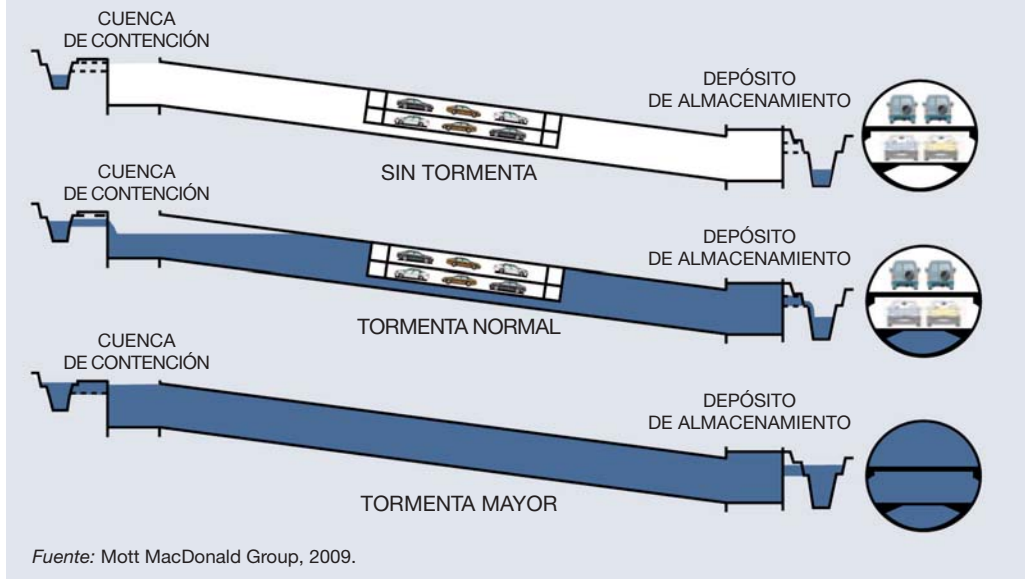 CUENCA
DE CONTENCIÓN
DEPÓSITO
DE ALMACENAMIENTO
SIN TORMENTA
CUENCA
DE CONTENCIÓN
DEPÓSITO
DE ALMACENAMIENTO
TORMENTA NORMAL
CUENCA
DE CONTENCIÓN
DEPÓSITO
DE ALMACENAMIENTO
TORMENTA MAYOR
Fuente: Mott MacDonald Group, 2009.